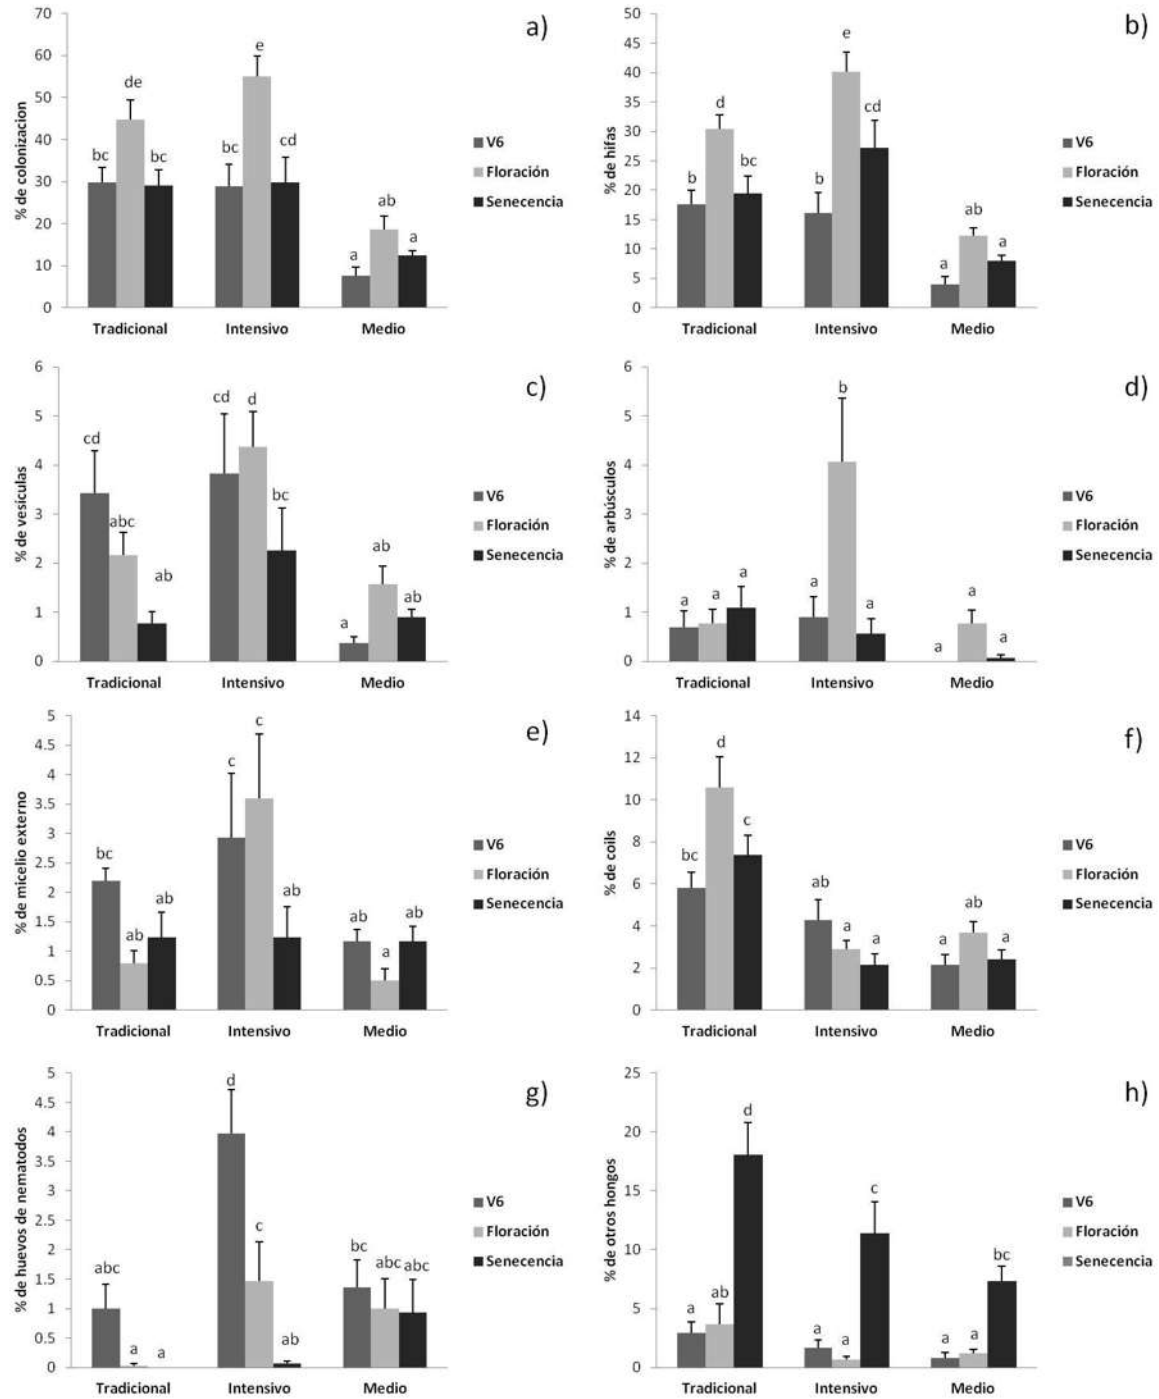 a)
% de colonizacion
70
60
50
40
30
20
10
0
bc
de
bc
bc
e
cd
a
ab
a
Tradicional
Intensivo
Medio
V6
Floración
Senecencia
b)
% de hifas
50
45
40
35
30
25
20
15
10
5
0
b
d
bc
b
e
cd
a
ab
a
Tradicional
Intensivo
Medio
V6
Floración
Senecencia
c)
% de vesículas
6
5
4
3
2
1
0
cd
abc
ab
cd
d
bc
a
ab
ab
Tradicional
Intensivo
Medio
V6
Floración
Senecencia
d)
% de arbúsculos
6
5
4
3
2
1
0
a
a
a
a
b
a
a
a
a
Tradicional
Intensivo
Medio
V6
Floración
Senecencia
e)
% de micelio externo
5
4.5
4
3.5
3
2.5
2
1.5
1
0.5
0
bc
ab
ab
c
c
ab
ab
a
ab
Tradicional
Intensivo
Medio
V6
Floración
Senecencia
f)
% de coils
14
12
10
8
6
4
2
0
bc
d
c
ab
a
a
a
ab
a
Tradicional
Intensivo
Medio
V6
Floración
Senecencia
g)
% de huevos de nematodos
5
4.5
4
3.5
3
2.5
2
1.5
1
0.5
0
abc
a
a
d
c
ab
bc
abc
abc
Tradicional
Intensivo
Medio
V6
Floración
Senecencia
h)
% de otros hongos
25
20
15
10
5
0
a
ab
d
a
a
c
a
a
bc
Tradicional
Intensivo
Medio
V6
Floración
Senecencia